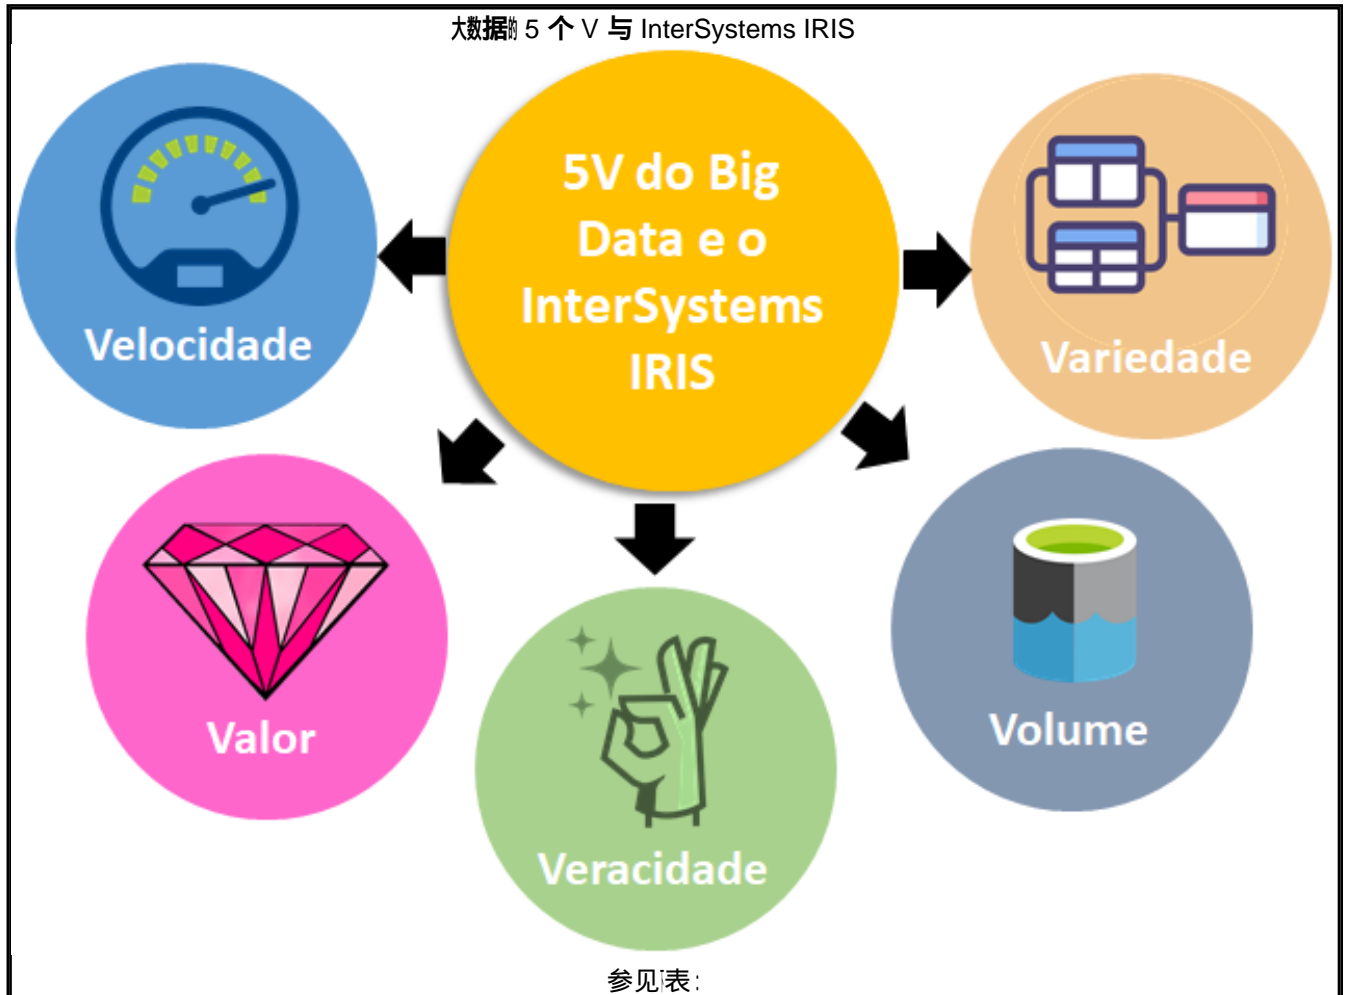 大数据的 5 个 V 与 InterSystems IRIS
5V do Big
Data e o
InterSystems
IRIS
Velocidade
Variedade
Valor
Volume
Veracidade
参见 表：